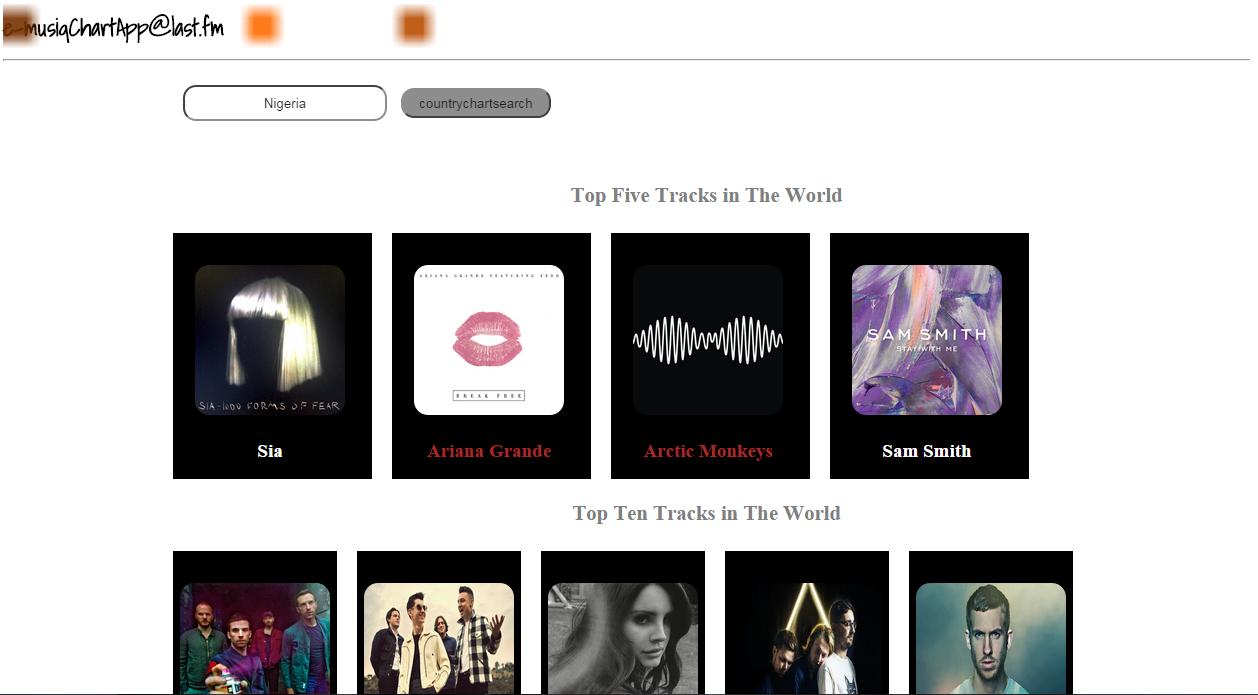 e-musiqChartApp@last.fm
Nigeria
countrychartsearch
Top Five Tracks in The World
ARIANA GRANDE FEATURING ZEDD
BREAK FREE
SIA - 1000 FORMS OF FEAR
SAM SMITH
STAY WITH ME
Sia
Ariana Grande
Arctic Monkeys
Sam Smith
Top Ten Tracks in The World